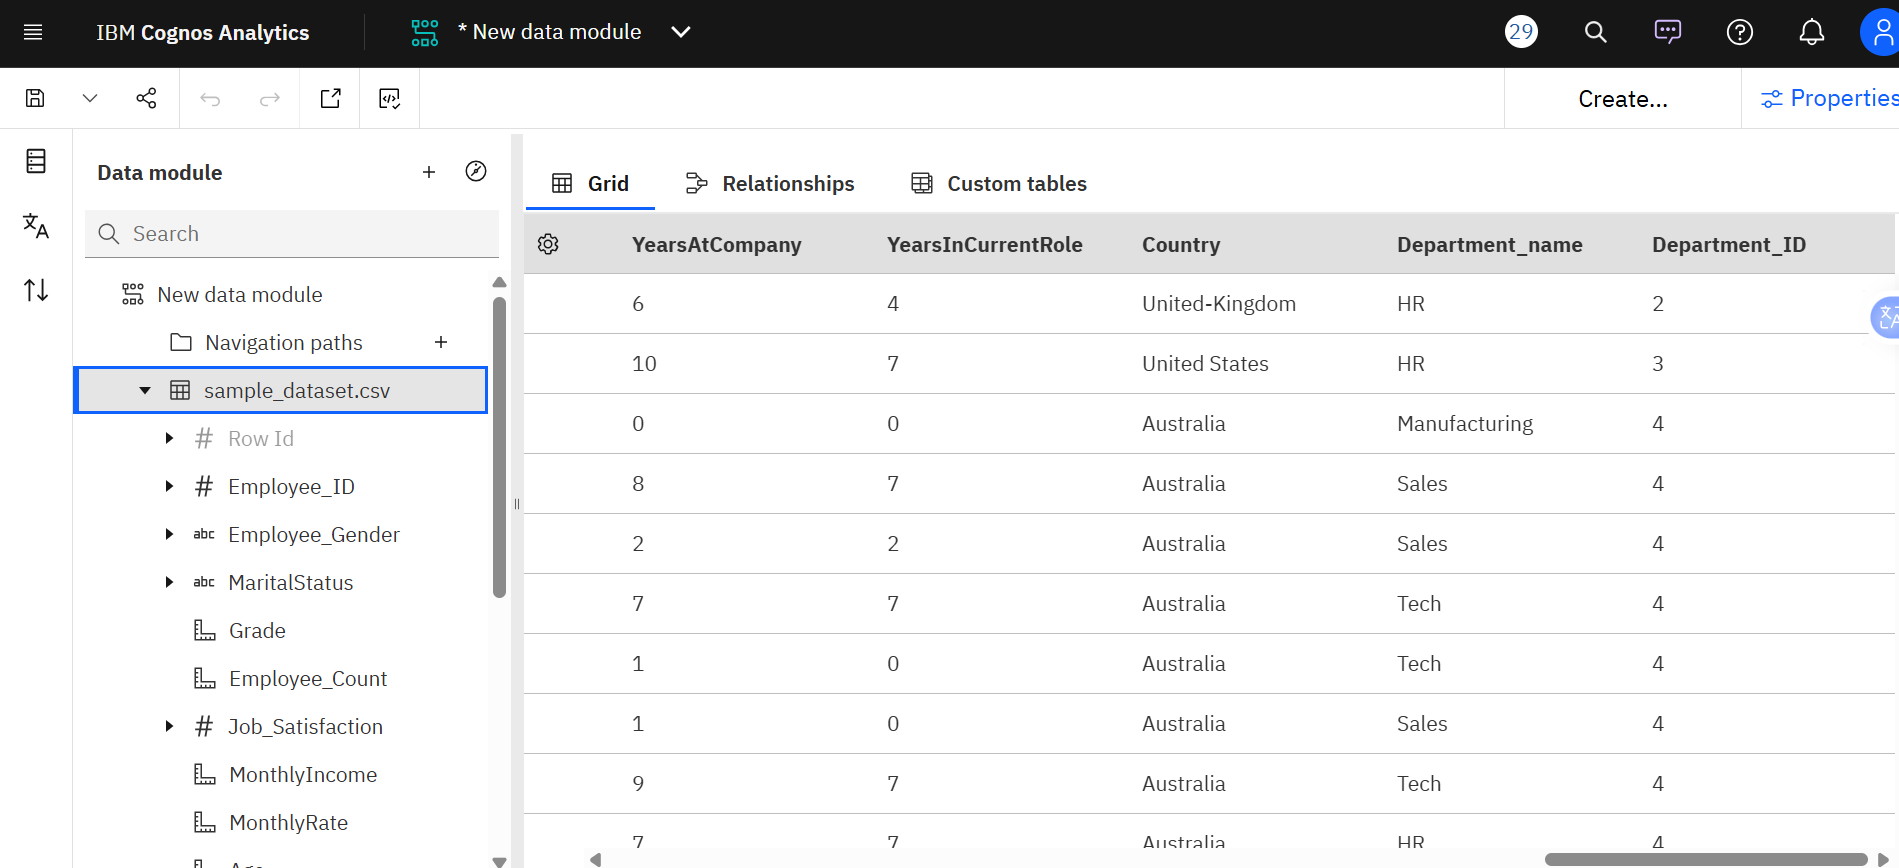 IBM Cognos Analytics
* New data module
29
Create...
Properties
Data module
Search
New data module
Navigation paths
sample_dataset.csv
Row Id
Employee_ID
abc Employee_Gender
abc MaritalStatus
Grade
Employee_Count
Job_Satisfaction
MonthlyIncome
MonthlyRate
Age
Grid
Relationships
Custom tables
YearsAtCompany YearsInCurrentRole Country Department_name Department_ID
6 4 United-Kingdom HR 2
10 7 United States HR 3
0 0 Australia Manufacturing 4
8 7 Australia Sales 4
2 2 Australia Sales 4
7 7 Australia Tech 4
1 0 Australia Tech 4
1 0 Australia Sales 4
9 7 Australia Tech 4
7 7 Australia HR 4